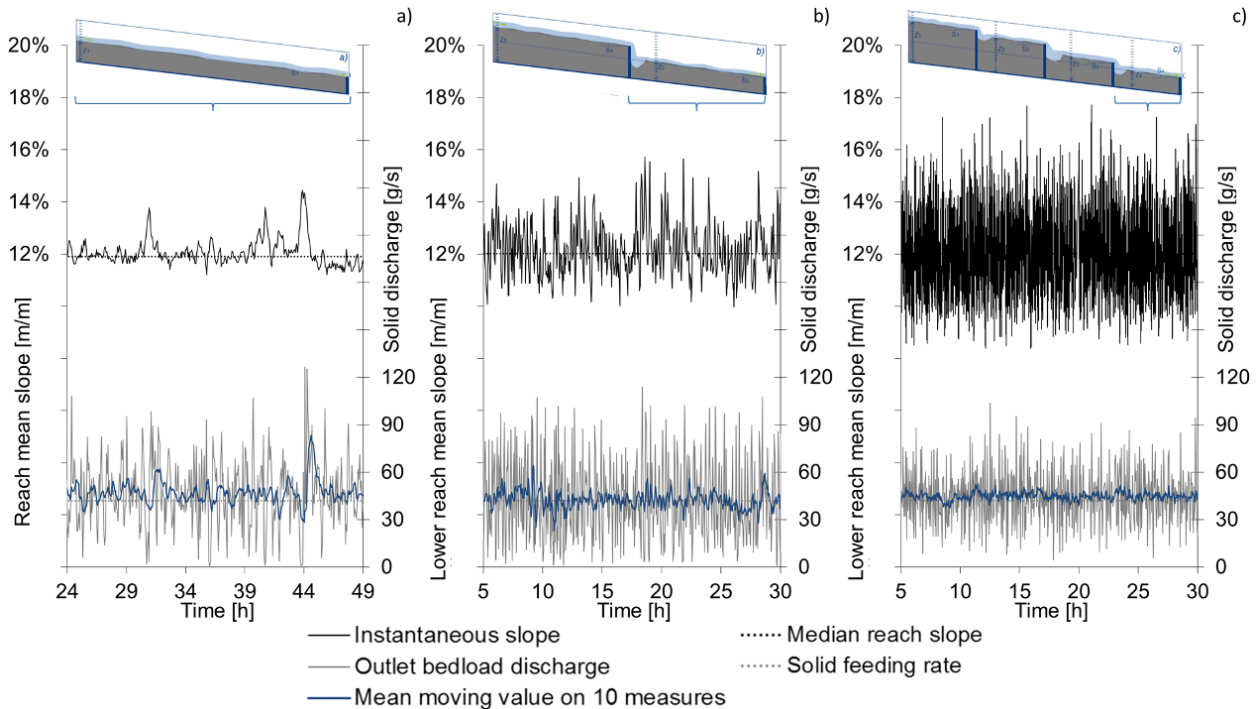 a)
b)
c)
a)
b)
c)
20%
18%
16%
14%
12%
Reach mean slope [m/m]
Solid discharge [g/s]
120
90
60
30
0
24 29 34 39 44 49
Time [h]
20%
18%
16%
14%
12%
Lower reach mean slope [m/m]
Solid discharge [g/s]
120
90
60
30
0
5 10 15 20 25 30
Time [h]
20%
18%
16%
14%
12%
Lower reach mean slope [m/m]
Solid discharge [g/s]
120
90
60
30
0
5 10 15 20 25 30
Time [h]
Instantaneous slope
Median reach slope
Outlet bedload discharge
Solid feeding rate
Mean moving value on 10 measures